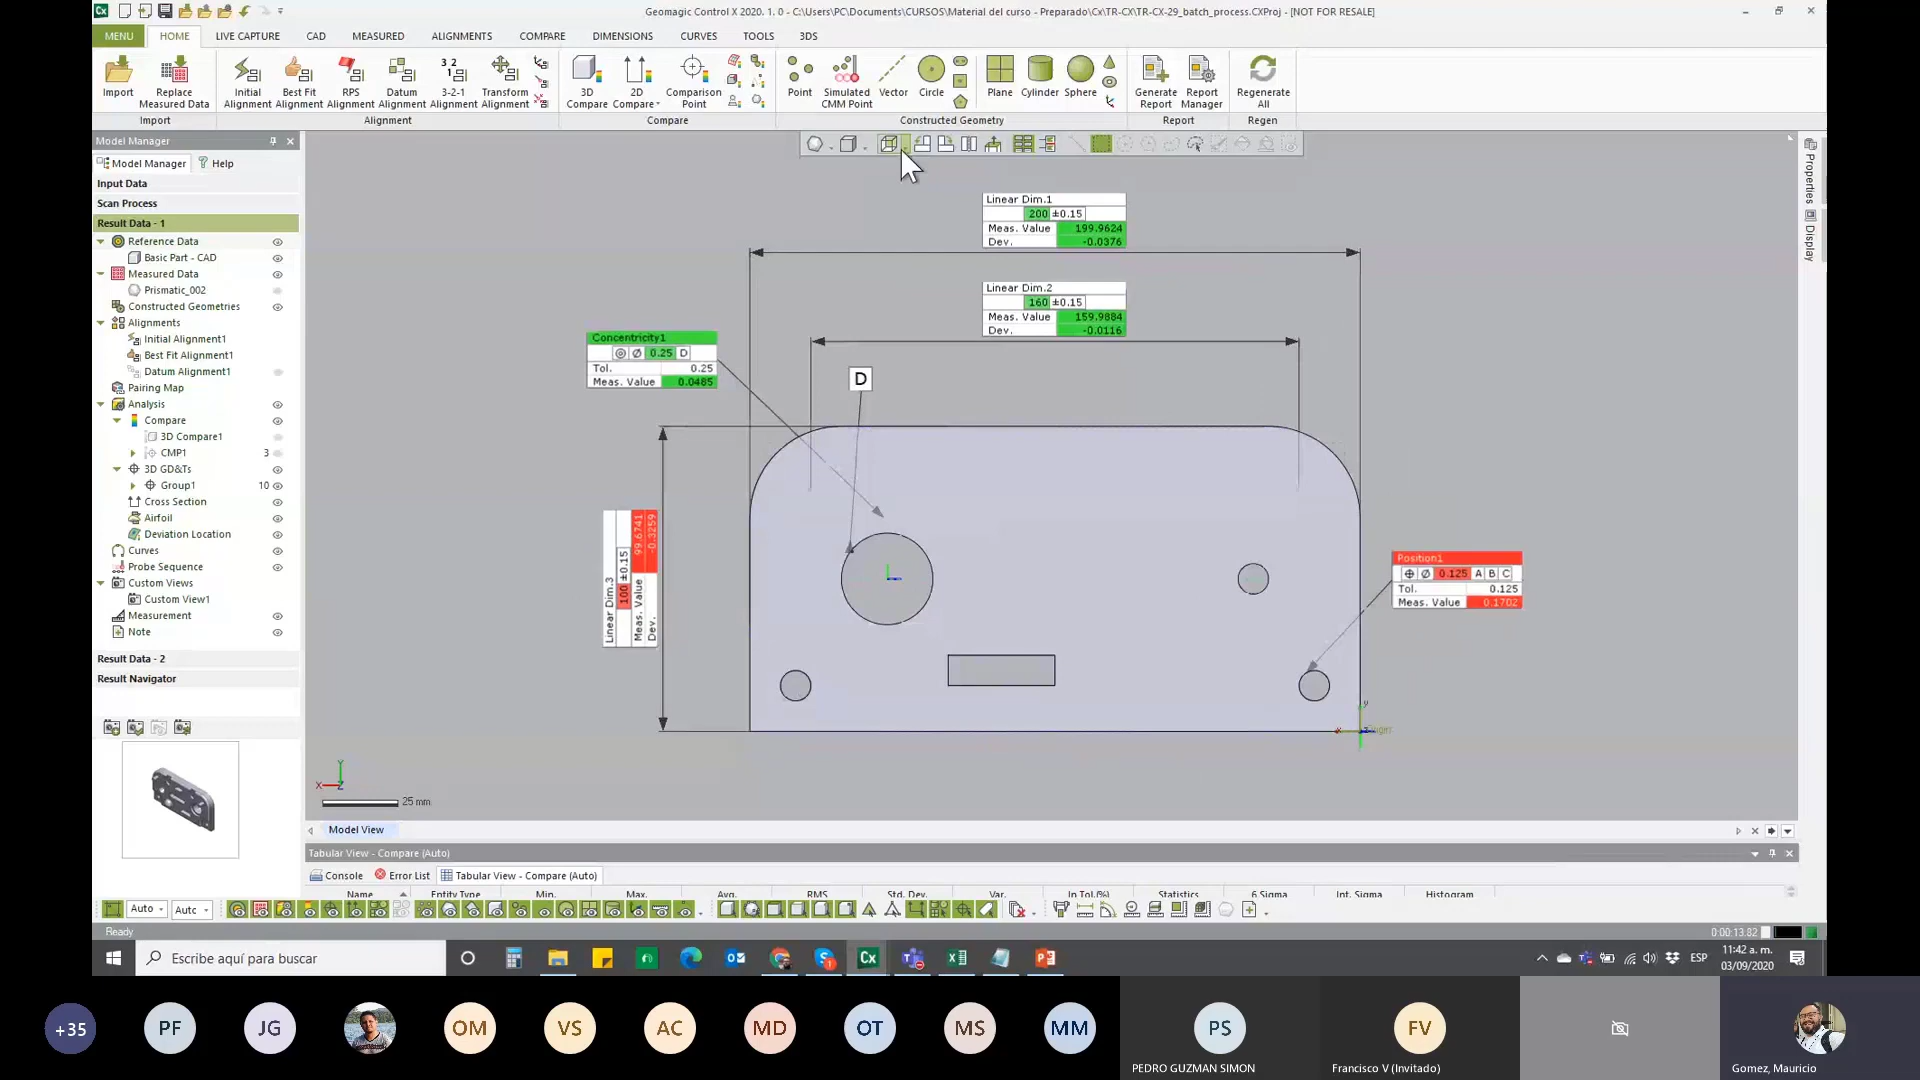 Geomagic Control X 2020. 1. 0 - C:\Users\PC\Documents\CURSOS\Material del curso - Preparado\Cx\TR-CX\TR-CX-29_batch_process.CXProj - [NOT FOR RESALE]
MENU HOME LIVE CAPTURE CAD MEASURED ALIGNMENTS COMPARE DIMENSIONS CURVES TOOLS 3DS
Import
Replace Measured Data
Initial Alignment
Best Fit Alignment
RPS Alignment
Datum Alignment
3-2-1 Alignment
Transform Alignment
3D Compare
2D Compare
Comparison Point
Point
Simulated CMM Point
Vector
Circle
Plane
Cylinder
Sphere
Generate Report
Report Manager
Regenerate All
Import Alignment Compare Constructed Geometry Report Regen
Model Manager
Model Manager Help
Input Data
Scan Process
Result Data - 1
Reference Data
Basic Part - CAD
Measured Data
Prismatic_002
Constructed Geometries
Alignments
Initial Alignment1
Best Fit Alignment1
Datum Alignment1
Pairing Map
Analysis
Compare
3D Compare1
CMP1 3
3D GD&Ts
Group1 10
Cross Section
Airfoil
Deviation Location
Curves
Probe Sequence
Custom Views
Custom View1
Measurement
Note
Result Data - 2
Result Navigator
Linear Dim.1
200 ±0.15
Meas. Value 199.9624
Dev. -0.0376
Linear Dim.2
160 ±0.15
Meas. Value 159.9884
Dev. -0.0116
Concentricity1
◎ Ø 0.25 D
Tol. 0.25
Meas. Value 0.0485
D
Linear Dim.3
100 ±0.15
Meas. Value 99.6741
Dev. -0.3259
Position1
⌖ Ø 0.125 A B C
Tol. 0.125
Meas. Value 0.1702
Y
X Z
25 mm
Properties
Display
Model View
Tabular View - Compare (Auto)
Console Error List Tabular View - Compare (Auto)
Name Entity Type Min. Max. Avg. RMS Std. Dev. Var. In Tol.(%) Statistics 6 Sigma Int. Sigma Histogram
Auto Autc
Ready
0:00:13.82
Escribe aquí para buscar
ESP
11:42 a. m.
03/09/2020
+35 PF JG OM VS AC MD OT MS MM PS FV
PEDRO GUZMAN SIMON
Francisco V (Invitado)
Gomez, Mauricio